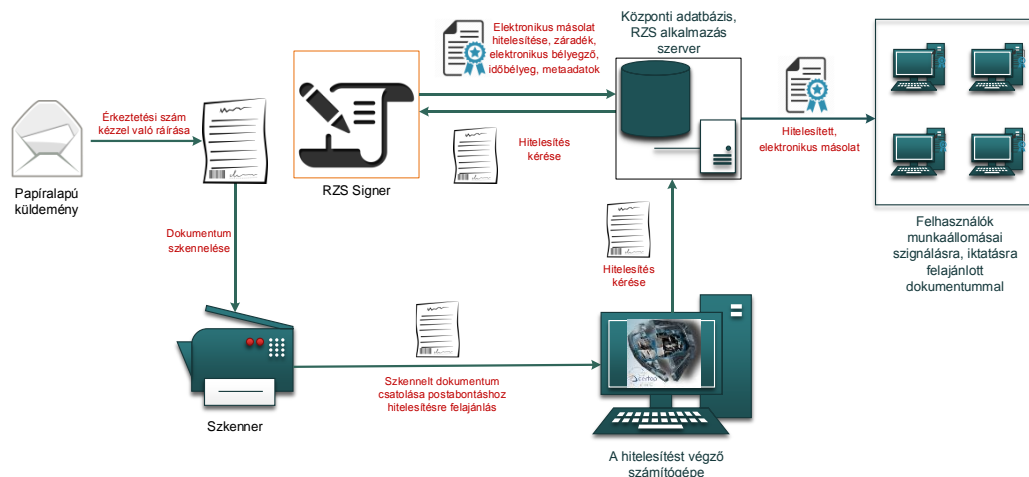 Elektronikus másolat
hitelesítése, záradék,
elektronikus bélyegző,
időbélyeg, metaadatok
Központi adatbázis,
RZS alkalmazás
szerver
Érkeztetési szám
kézzel való ráírása
Papíralapú
küldemény
RZS Signer
Hitelesítés
kérése
Hitelesített,
elektronikus másolat
Felhasználók
munkaállomásai
szignálásra, iktatásra
felajánlott
dokumentummal
Dokumentum
szkennelése
Hitelesítés
kérése
Szkennelt dokumentum
csatolása postabontáshoz
hitelesítésre felajánlás
Szkenner
certop
A hitelesítést végző
számítógépe